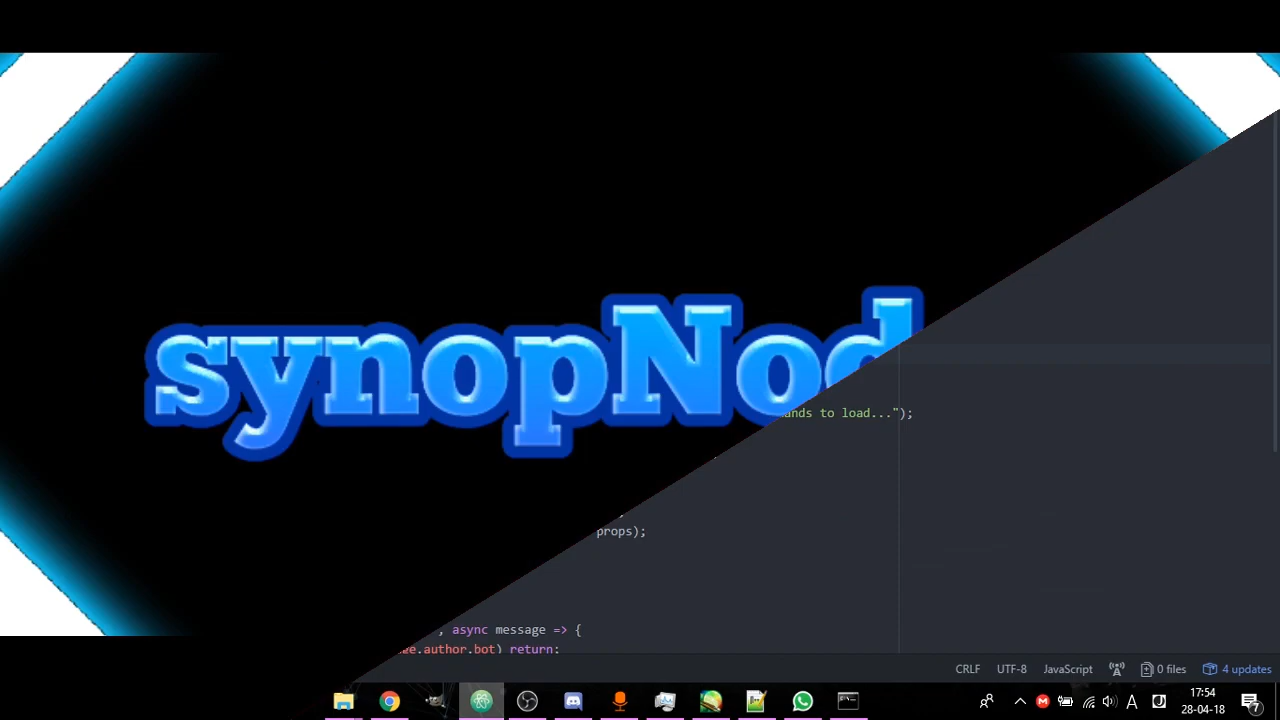 synopNod
ands to load...");
props);
, async message => {
.author.bot) return;
CRLF UTF-8 JavaScript 0 files 4 updates
A 17:54
28-04-18 7